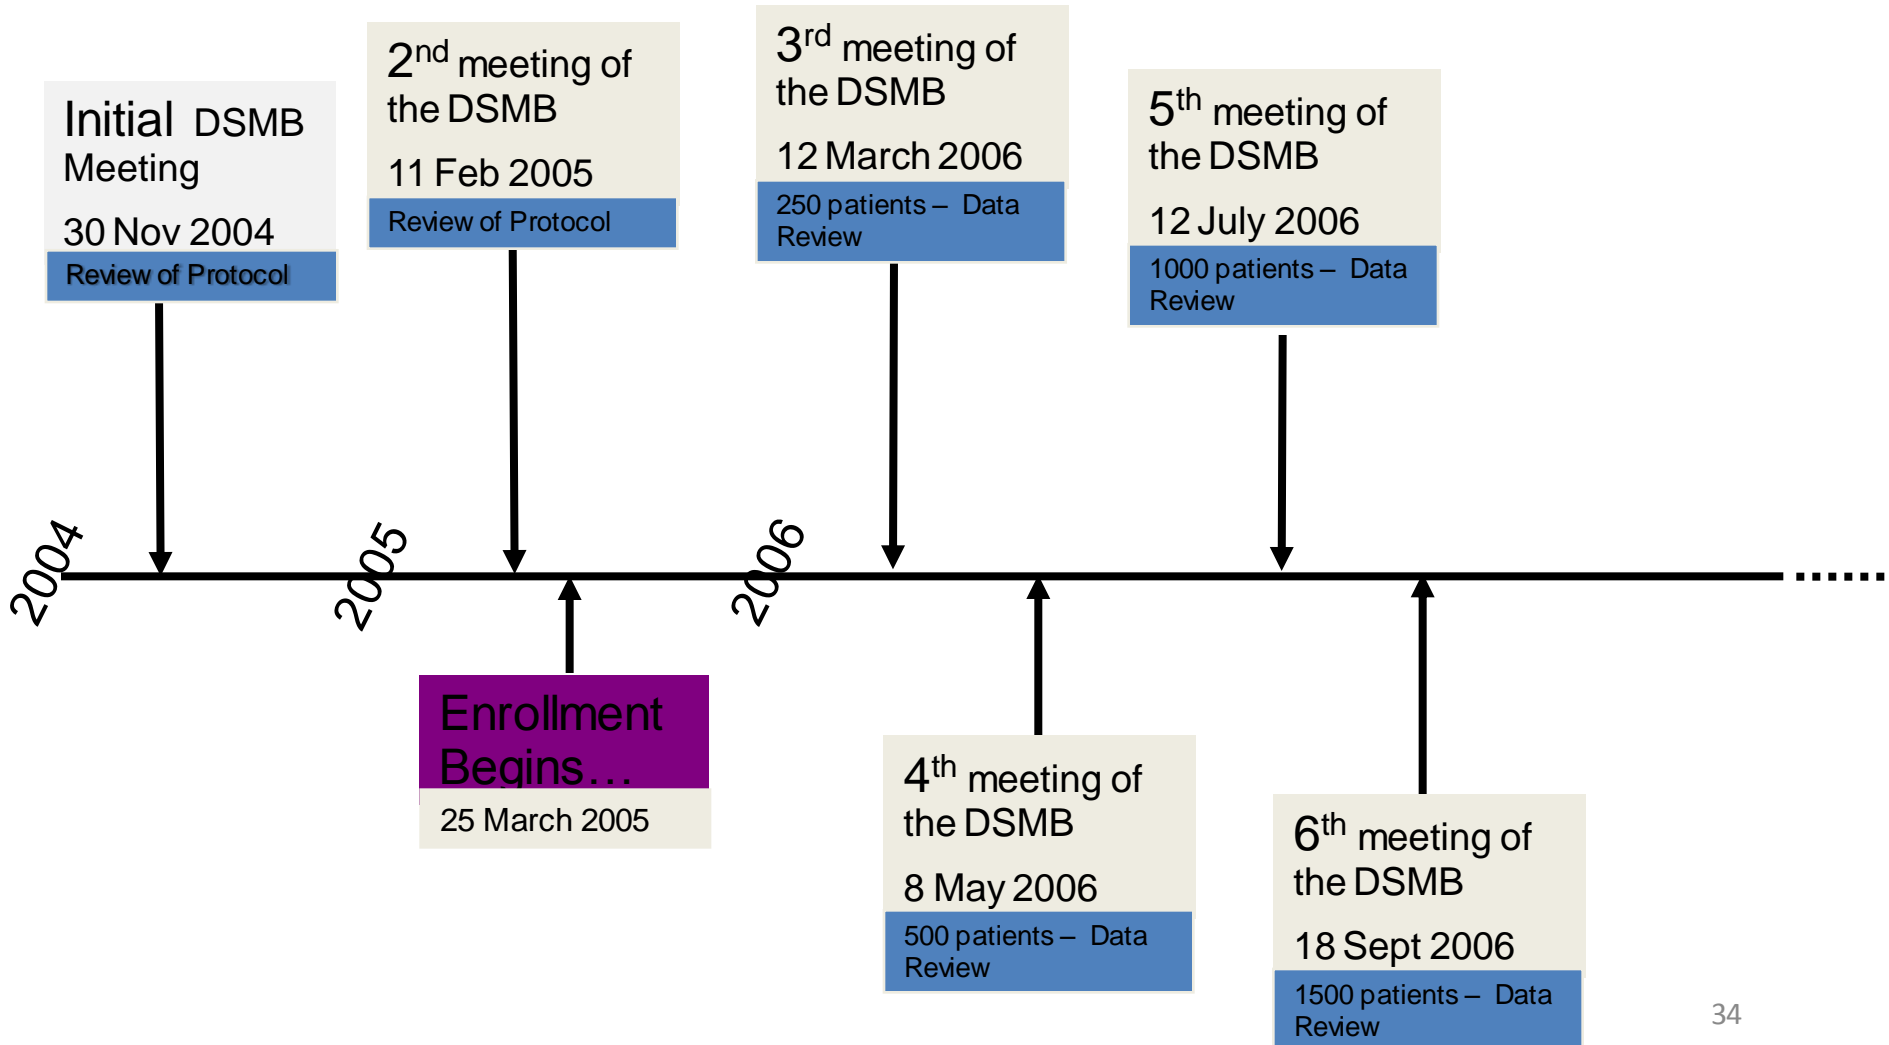 Initial DSMB
Meeting
30 Nov 2004
Review of Protocol
2nd meeting of
the DSMB
11 Feb 2005
Review of Protocol
3rd meeting of
the DSMB
12 March 2006
250 patients – Data
Review
5th meeting of
the DSMB
12 July 2006
1000 patients – Data
Review
2004
2005
2006
Enrollment
Begins…
25 March 2005
4th meeting of
the DSMB
8 May 2006
500 patients – Data
Review
6th meeting of
the DSMB
18 Sept 2006
1500 patients – Data
Review
34